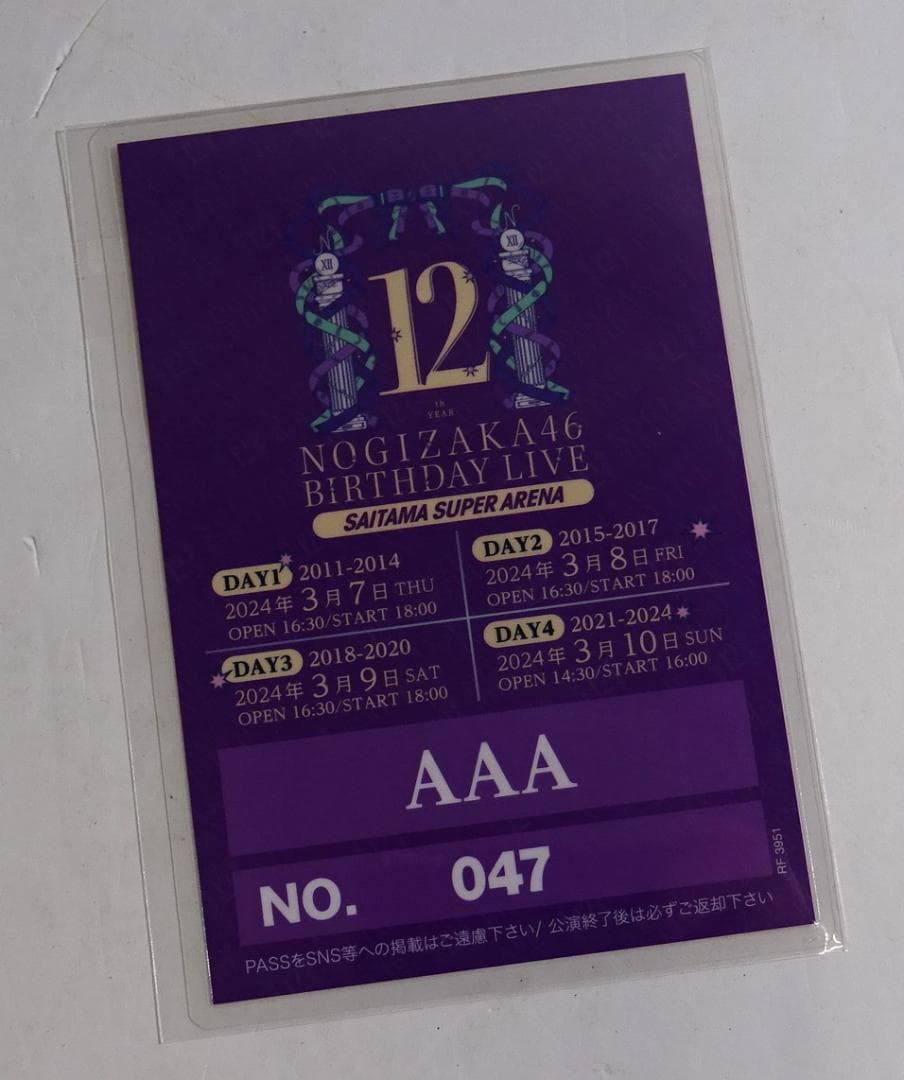 XII
XII
12
th
YEAR
NOGIZAKA46
BIRTHDAY LIVE
SAITAMA SUPER ARENA
DAY1 2011-2014
2024年 3月 7日 THU
OPEN 16:30/START 18:00
DAY2 2015-2017
2024年 3月 8日 FRI
OPEN 16:30/START 18:00
DAY3 2018-2020
2024年 3月 9日 SAT
OPEN 16:30/START 18:00
DAY4 2021-2024
2024年 3月 10日 SUN
OPEN 14:30/START 16:00
AAA
NO. 047
RF 3951
PASSをSNS等への掲載はご遠慮下さい/ 公演終了後は必ずご返却下さい